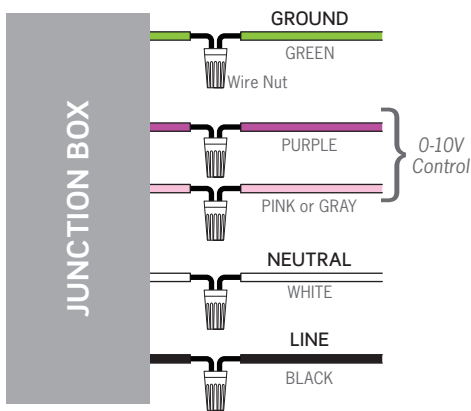 JUNCTION BOX
GROUND
GREEN
Wire Nut
PURPLE
PINK or GRAY
0-10V
Control
NEUTRAL
WHITE
LINE
BLACK